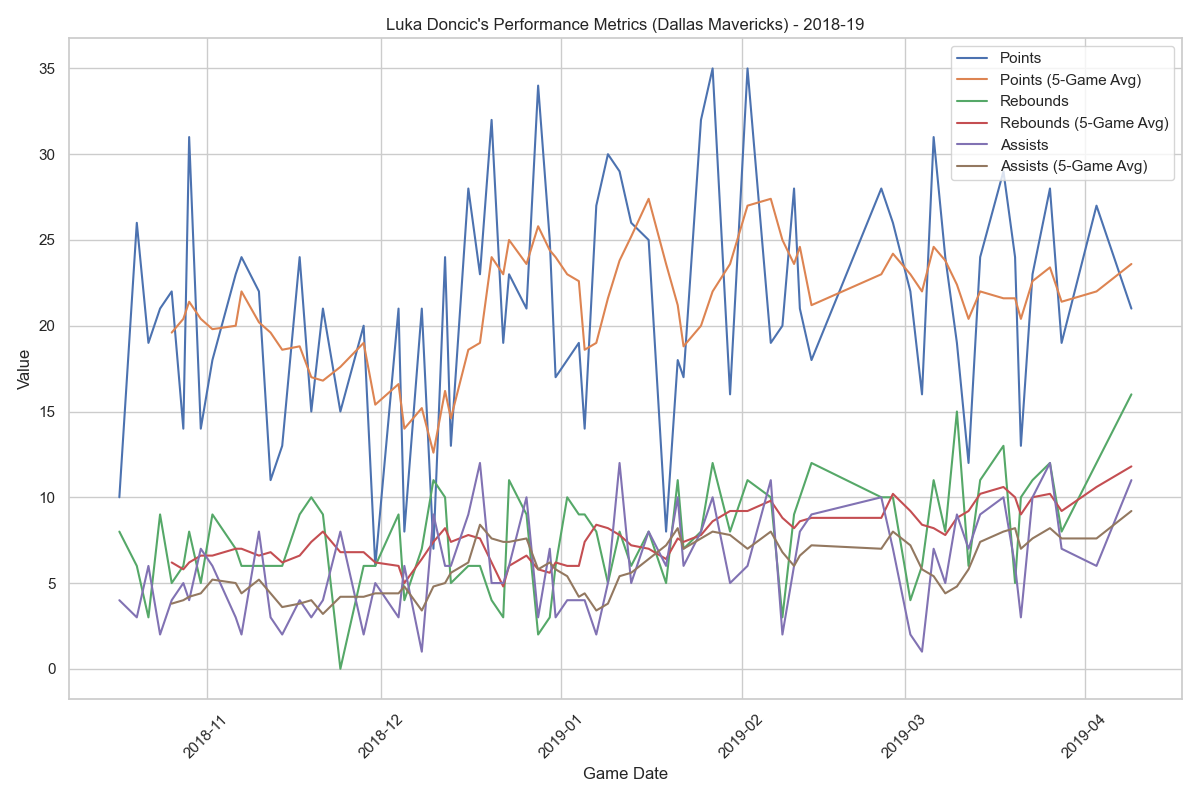 Luka Doncic's Performance Metrics (Dallas Mavericks) - 2018-19
Points
Points (5-Game Avg)
Rebounds
Rebounds (5-Game Avg)
Assists
Assists (5-Game Avg)
35
30
25
20
15
10
5
0
Value
2018-11
2018-12
2019-01
2019-02
2019-03
2019-04
Game Date